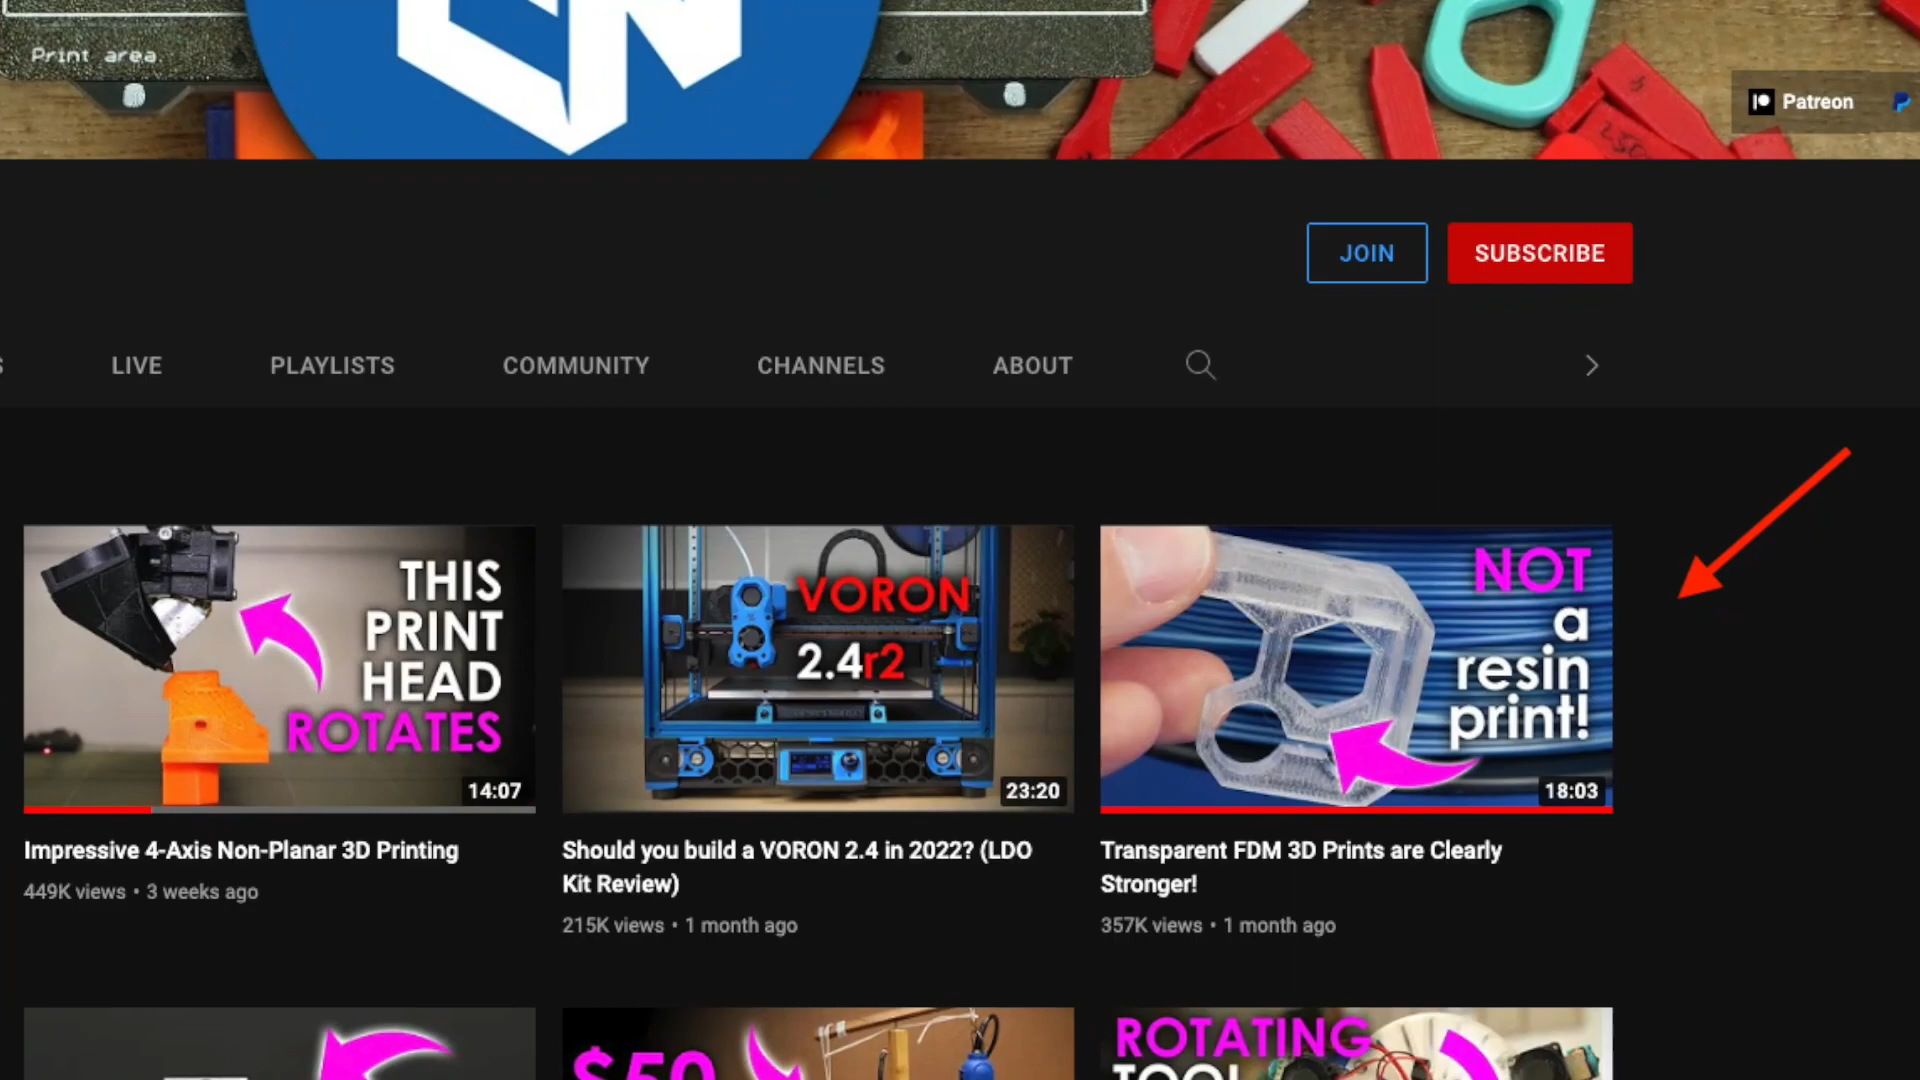 Print area
Patreon
JOIN
SUBSCRIBE
LIVE
PLAYLISTS
COMMUNITY
CHANNELS
ABOUT
THIS
PRINT
HEAD
ROTATES
14:07
VORON
2.4r2
23:20
NOT
a
resin
print!
18:03
Impressive 4-Axis Non-Planar 3D Printing
449K views • 3 weeks ago
Should you build a VORON 2.4 in 2022? (LDO
Kit Review)
215K views • 1 month ago
Transparent FDM 3D Prints are Clearly
Stronger!
357K views • 1 month ago
$50
ROTATING
TOOL